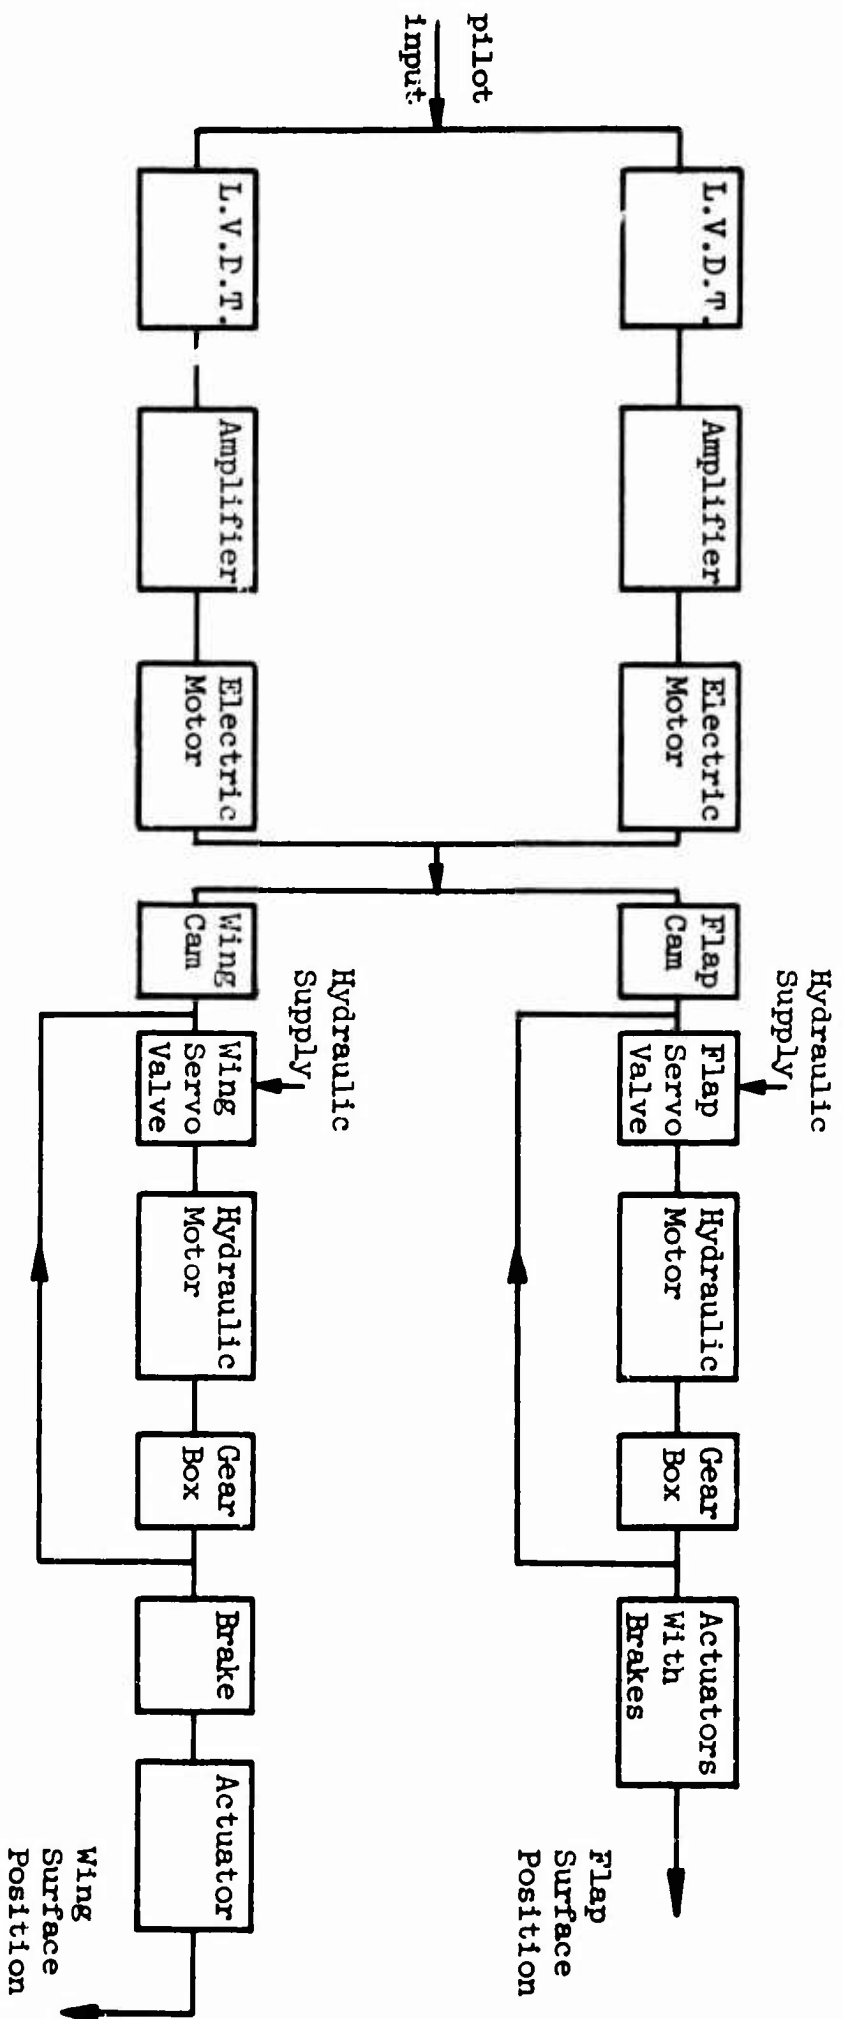 Hydraulic
Supply
L.V.D.T.
Amplifier
Electric
Motor
Flap
Cam
Flap
Servo
Valve
Hydraulic
Motor
Gear
Box
Actuators
With
Brakes
Flap
Surface
Position
pilot
input
Hydraulic
Supply
L.V.D.T.
Amplifier
Electric
Motor
Wing
Cam
Wing
Servo
Valve
Hydraulic
Motor
Gear
Box
Brake
Actuator
Wing
Surface
Position